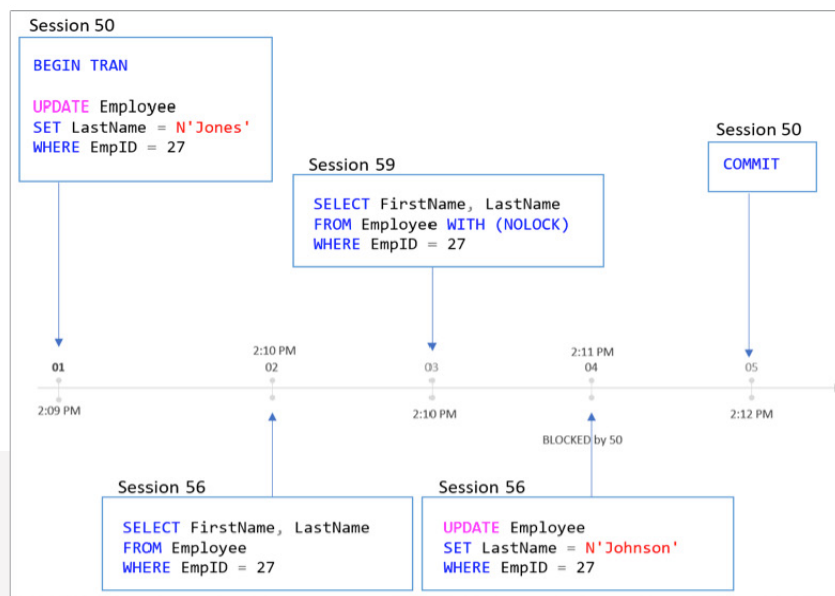 Session 50
BEGIN TRAN
UPDATE Employee
SET LastName = N'Jones'
WHERE EmpID = 27
Session 59
SELECT FirstName, LastName
FROM Employee WITH (NOLOCK)
WHERE EmpID = 27
Session 50
COMMIT
2:10 PM
2:11 PM
01
02
03
04
05
2:09 PM
2:10 PM
BLOCKED by 50
2:12 PM
Session 56
SELECT FirstName, LastName
FROM Employee
WHERE EmpID = 27
Session 56
UPDATE Employee
SET LastName = N'Johnson'
WHERE EmpID = 27